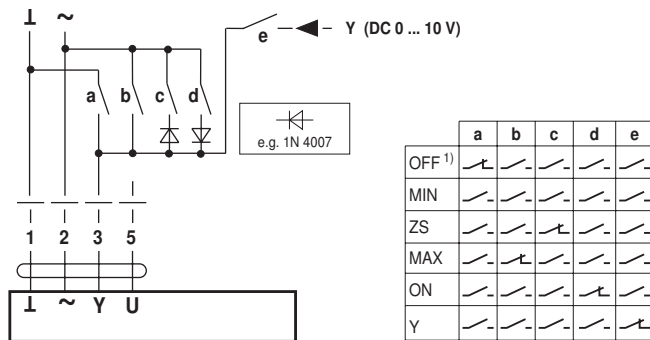 ⊥ ~
e Y (DC 0 ... 10 V)
a b c d
e.g. 1N 4007
1 2 3 5
⊥ ~ Y U
a b c d e
OFF 1)
MIN
ZS
MAX
ON
Y